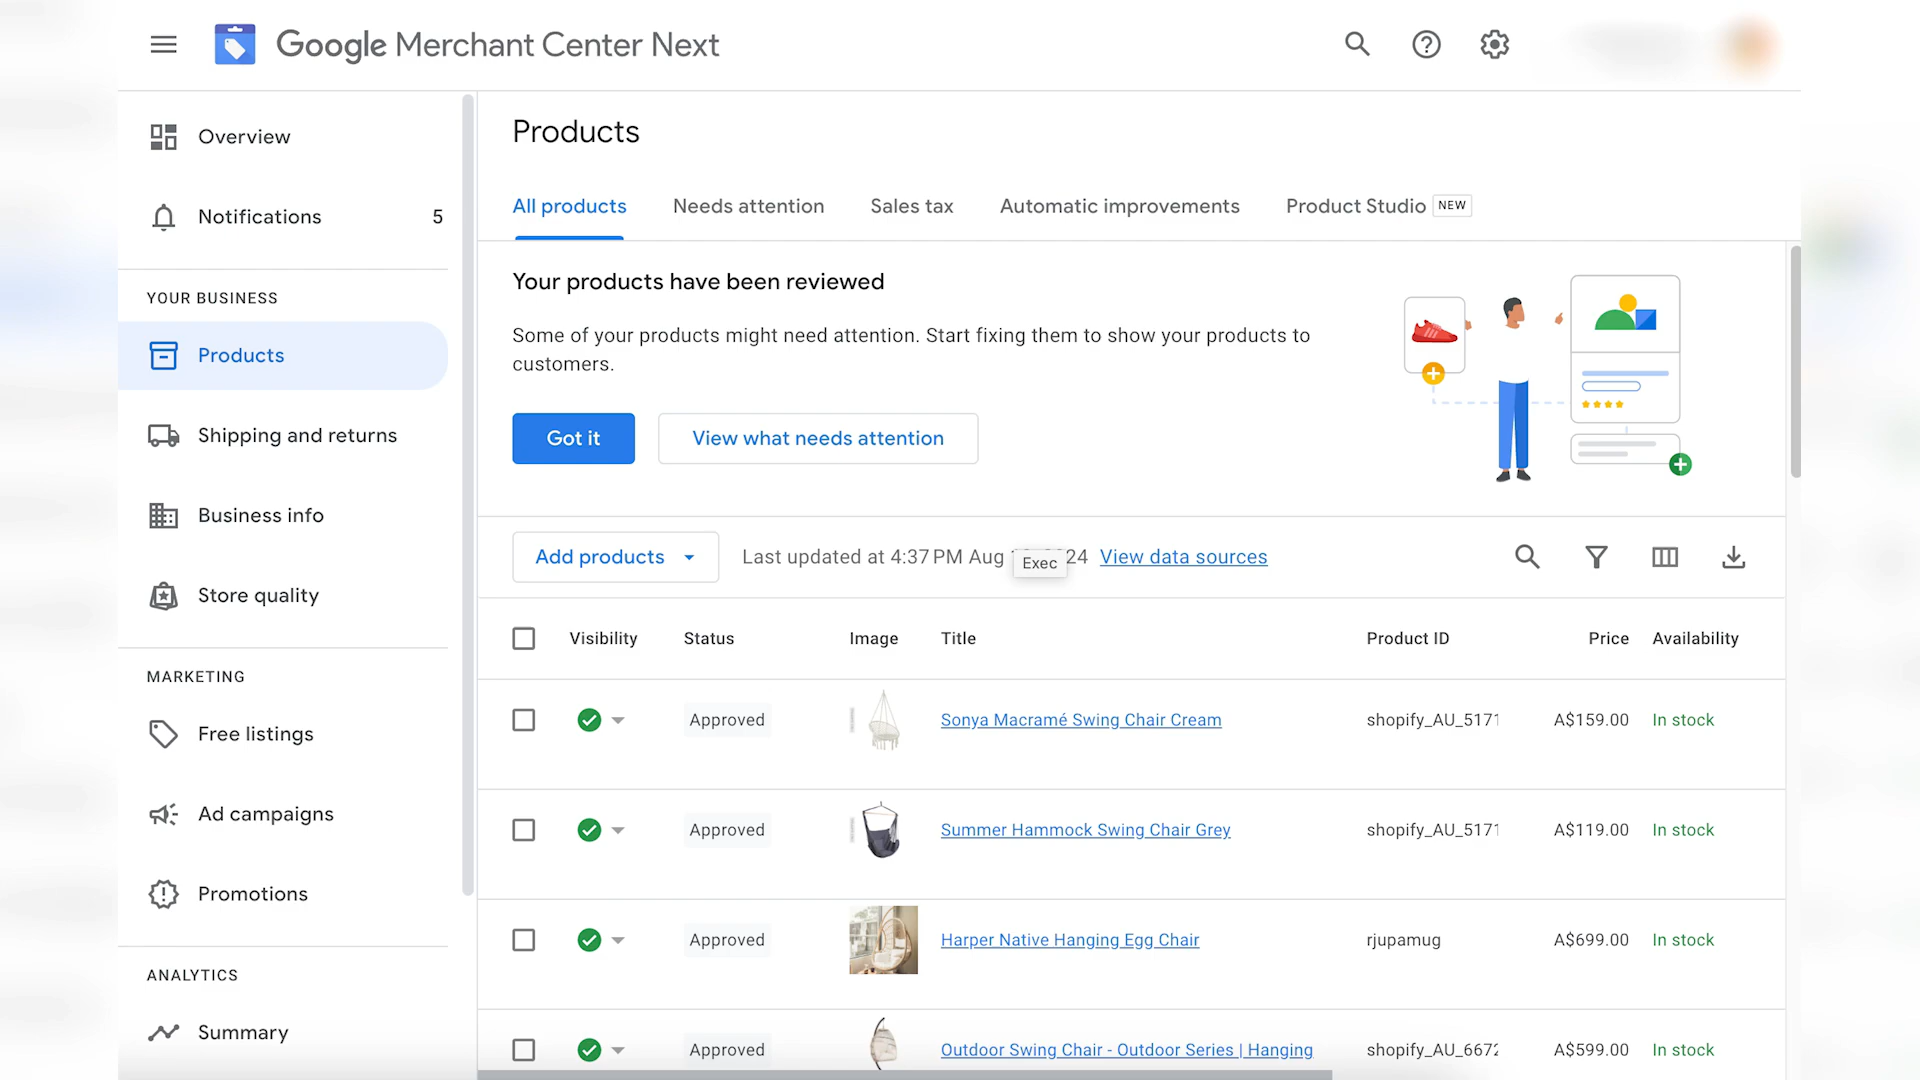 Google Merchant Center Next
Overview
Notifications 5
YOUR BUSINESS
Products
Shipping and returns
Business info
Store quality
MARKETING
Free listings
Ad campaigns
Promotions
ANALYTICS
Summary
Products
All products Needs attention Sales tax Automatic improvements Product Studio NEW
Your products have been reviewed
Some of your products might need attention. Start fixing them to show your products to
customers.
Got it View what needs attention
Add products Last updated at 4:37 PM Aug 24 View data sources
Exec
Visibility Status Image Title Product ID Price Availability
Approved Sonya Macramé Swing Chair Cream shopify_AU_5171 A$159.00 In stock
Approved Summer Hammock Swing Chair Grey shopify_AU_5171 A$119.00 In stock
Approved Harper Native Hanging Egg Chair rjupamug A$699.00 In stock
Approved Outdoor Swing Chair - Outdoor Series | Hanging shopify_AU_6672 A$599.00 In stock